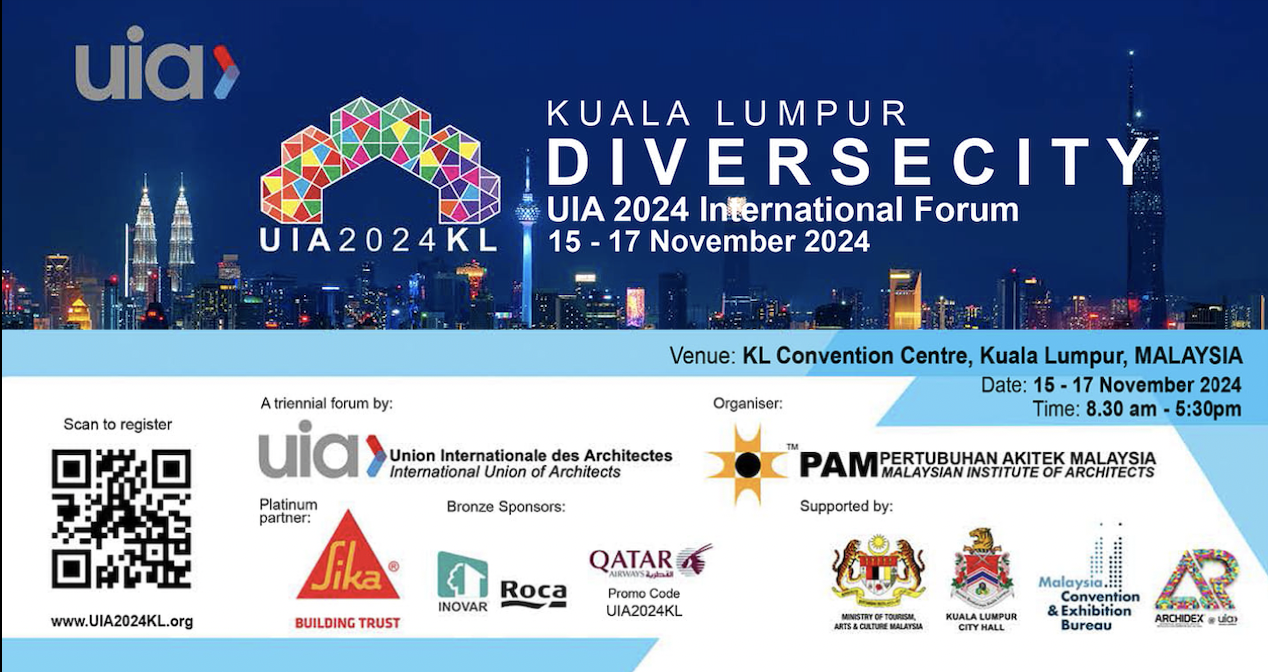 uia
UIA2024KL
KUALA LUMPUR
DIVERSECITY
UIA 2024 International Forum
15 - 17 November 2024
Venue: KL Convention Centre, Kuala Lumpur, MALAYSIA
Date: 15 - 17 November 2024
Time: 8.30 am - 5:30pm
Scan to register
www.UIA2024KL.org
A triennial forum by:
uia
Union Internationale des Architectes
International Union of Architects
Organiser:
PAM PERTUBUHAN AKITEK MALAYSIA
MALAYSIAN INSTITUTE OF ARCHITECTS
TM
Platinum
partner:
Sika®
BUILDING TRUST
Bronze Sponsors:
INOVAR
Roca
QATAR
AIRWAYS القطرية
Promo Code
UIA2024KL
Supported by:
MINISTRY OF TOURISM,
ARTS & CULTURE MALAYSIA
KUALA LUMPUR
CITY HALL
Malaysia
Convention
& Exhibition
Bureau
AR
ARCHIDEX @ uia